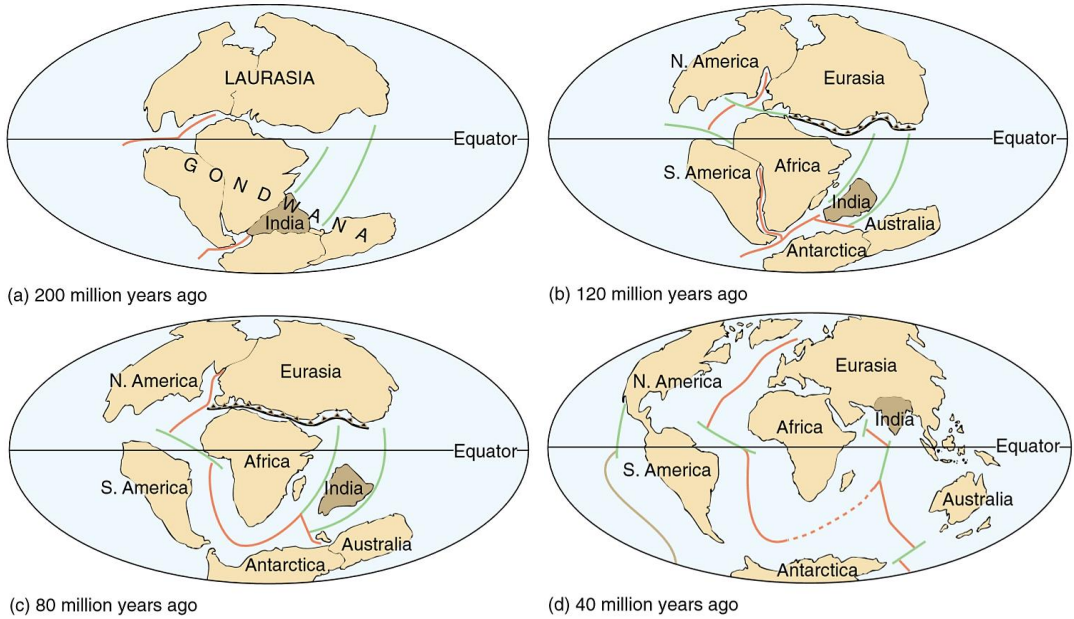 LAURASIA
Equator
GONDWANA
India
(a) 200 million years ago
N. America
Eurasia
Equator
S. America
Africa
India
Australia
Antarctica
(b) 120 million years ago
N. America
Eurasia
Equator
Africa
S. America
India
Australia
Antarctica
(c) 80 million years ago
Eurasia
N. America
India
Africa
Equator
S. America
Australia
Antarctica
(d) 40 million years ago